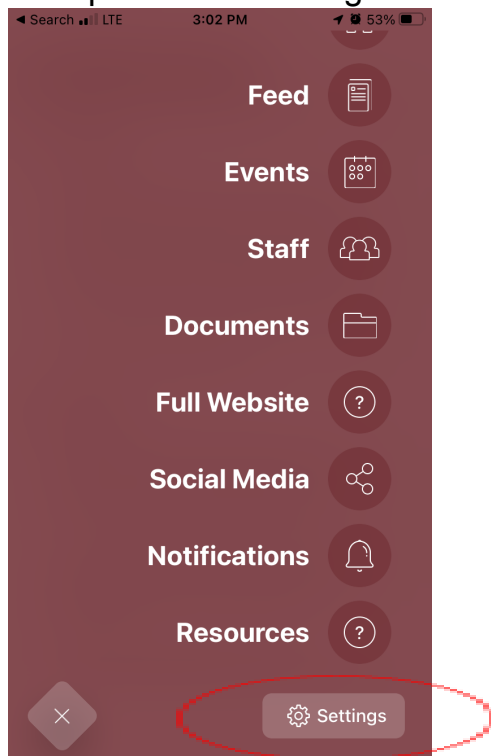 ◀ Search LTE 3:02 PM 53%
Feed
Events
Staff
Documents
Full Website
?
Social Media
Notifications
Resources
?
Settings